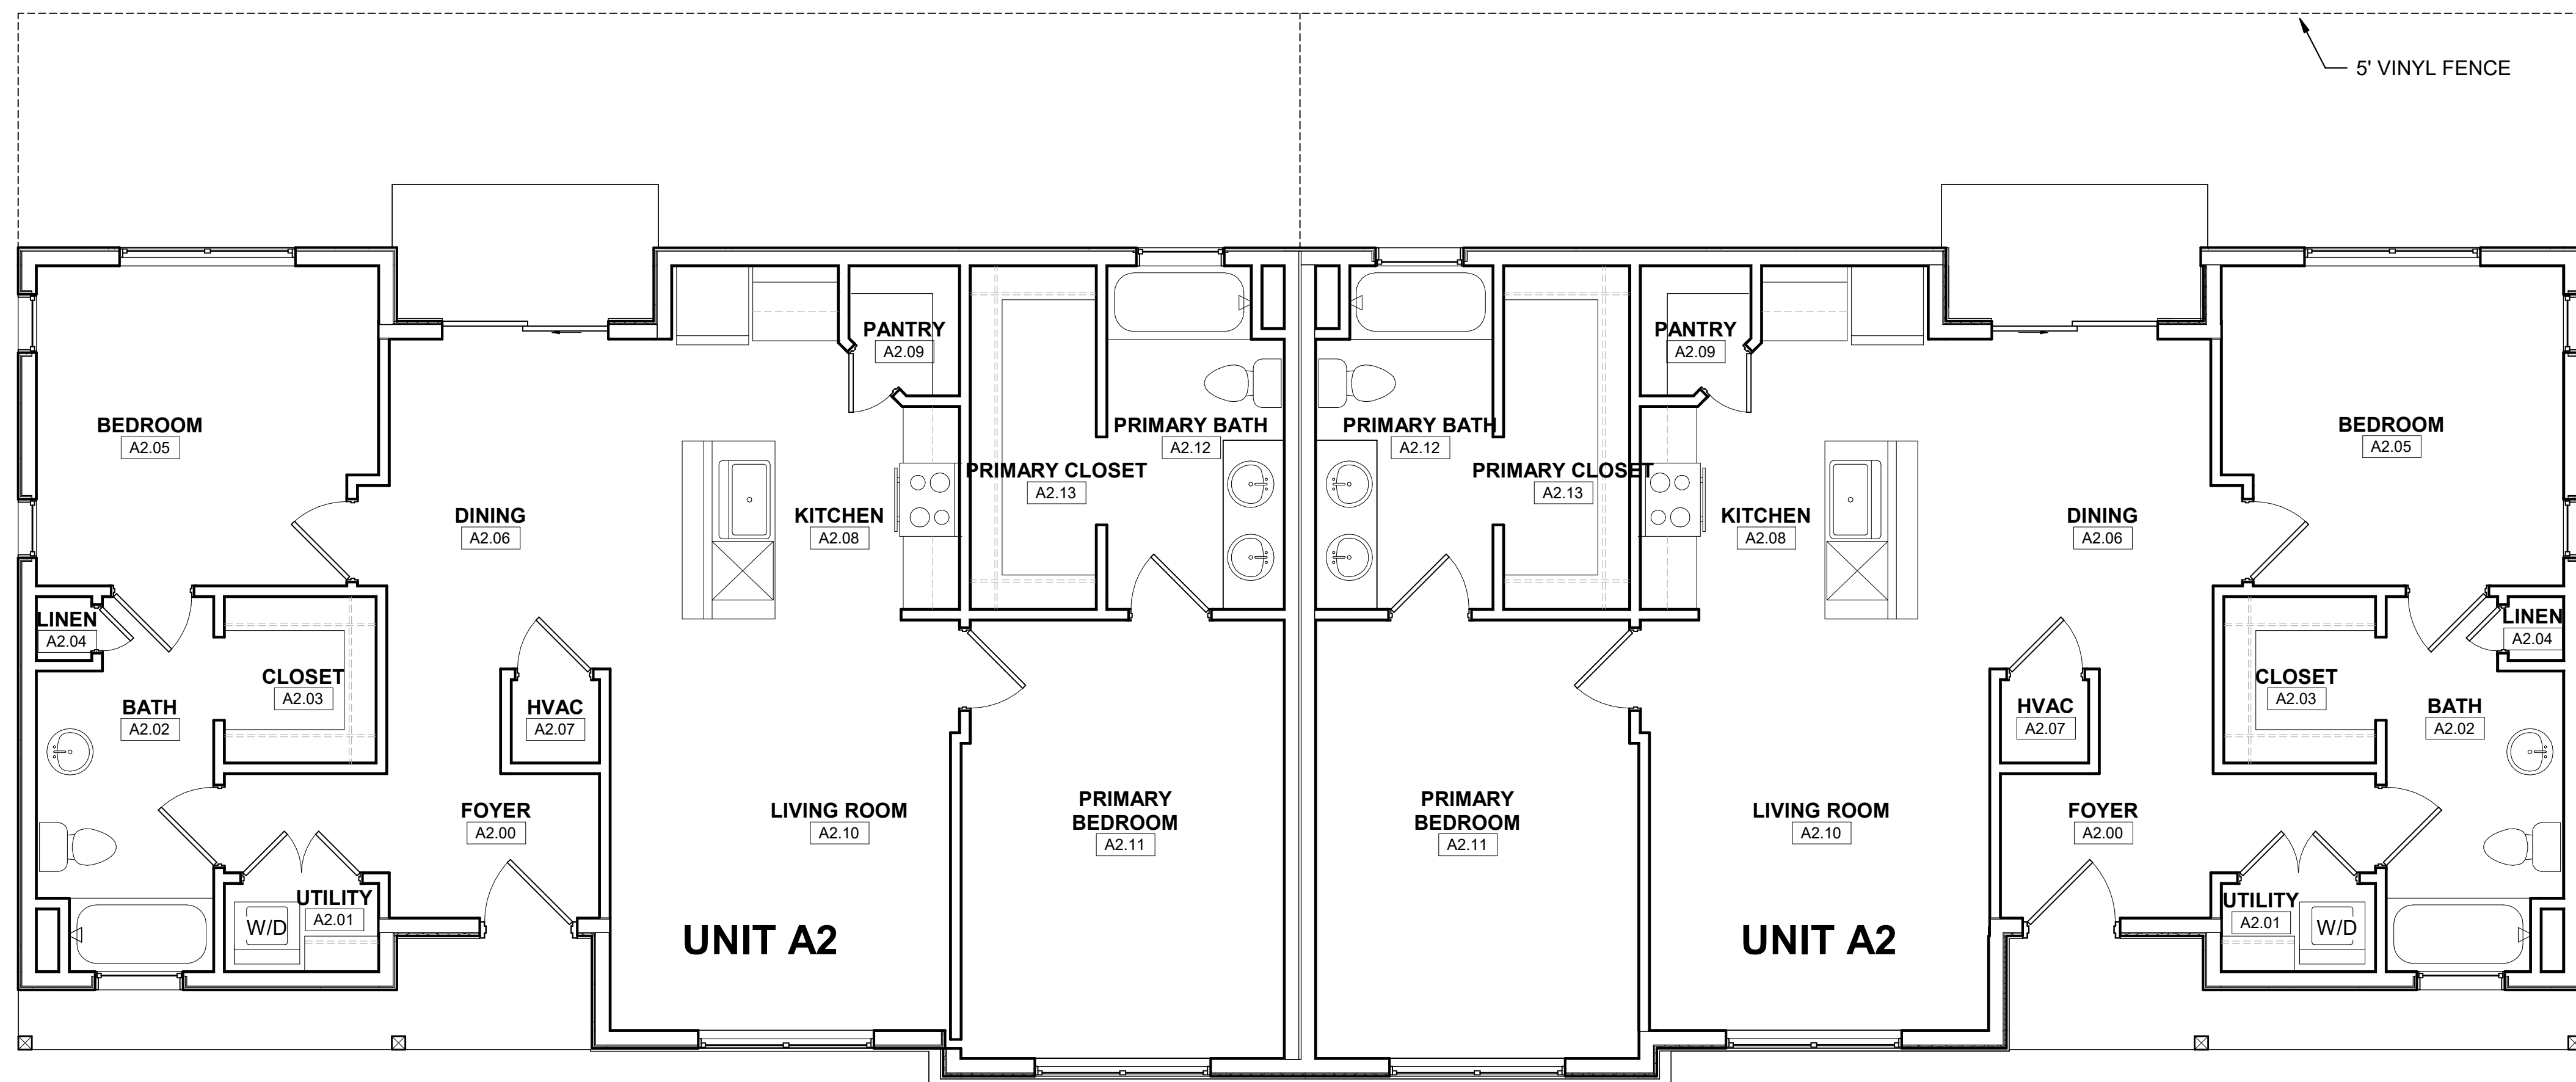 5' VINYL FENCE
PANTRY
A2.09
PANTRY
A2.09
BEDROOM
A2.05
PRIMARY BATH
A2.12
PRIMARY BATH
A2.12
BEDROOM
A2.05
PRIMARY CLOSET
A2.13
PRIMARY CLOSET
A2.13
DINING
A2.06
KITCHEN
A2.08
KITCHEN
A2.08
DINING
A2.06
LINEN
A2.04
LINEN
A2.04
CLOSET
A2.03
CLOSET
A2.03
BATH
A2.02
HVAC
A2.07
HVAC
A2.07
BATH
A2.02
FOYER
A2.00
LIVING ROOM
A2.10
PRIMARY
BEDROOM
A2.11
PRIMARY
BEDROOM
A2.11
LIVING ROOM
A2.10
FOYER
A2.00
UTILITY
A2.01
W/D
UNIT A2
UNIT A2
UTILITY
A2.01
W/D